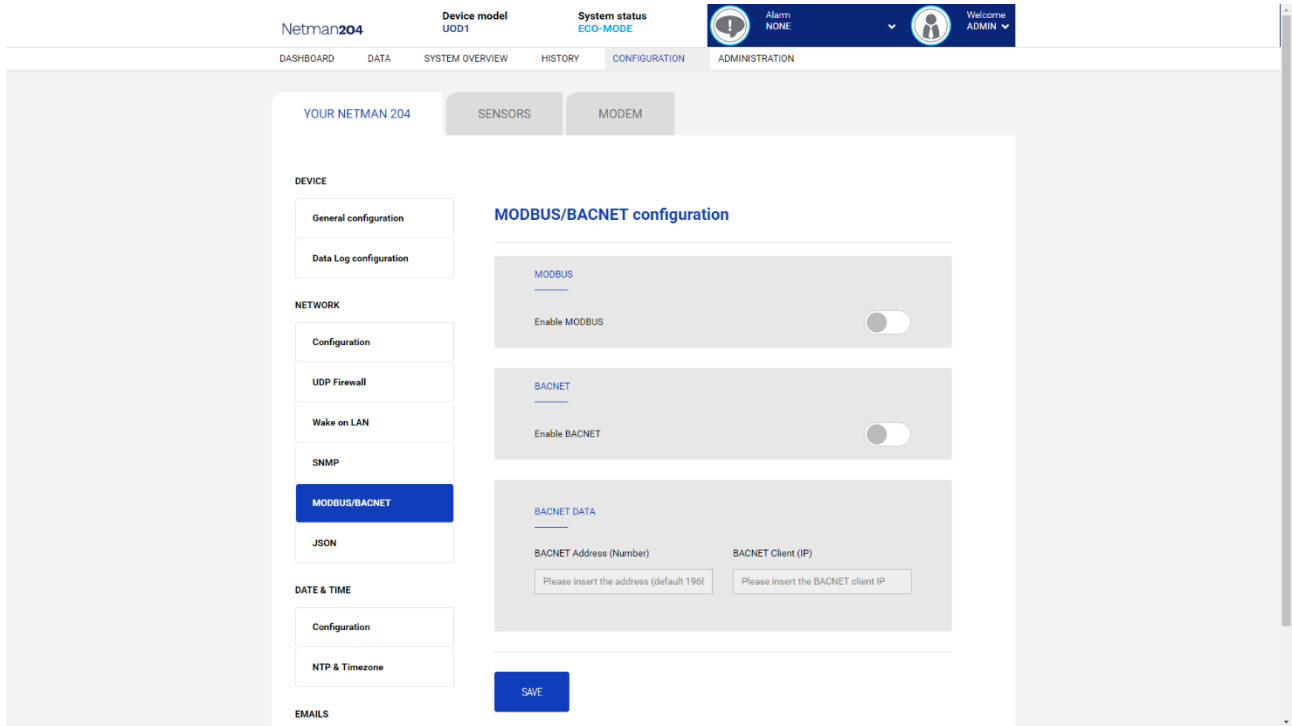 Netman204
Device model
UOD1
System status
ECO-MODE
Alarm
NONE
Welcome
ADMIN
DASHBOARD DATA SYSTEM OVERVIEW HISTORY CONFIGURATION ADMINISTRATION
YOUR NETMAN 204 SENSORS MODEM
DEVICE
General configuration
Data Log configuration
NETWORK
Configuration
UDP Firewall
Wake on LAN
SNMP
MODBUS/BACNET
JSON
DATE & TIME
Configuration
NTP & Timezone
EMAILS
MODBUS/BACNET configuration
MODBUS
Enable MODBUS
BACNET
Enable BACNET
BACNET DATA
BACNET Address (Number) BACNET Client (IP)
Please insert the address (default 1968 Please insert the BACNET client IP
SAVE